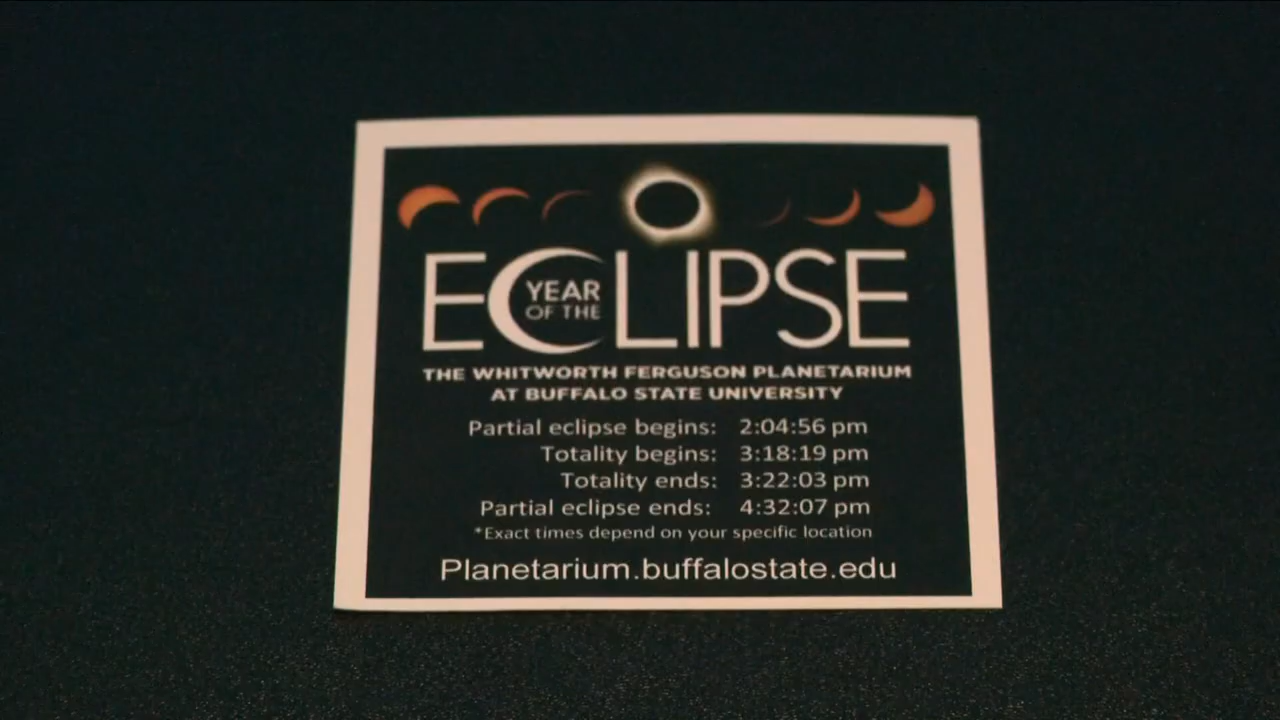 ECLIPSE
YEAR
OF THE
THE WHITWORTH FERGUSON PLANETARIUM
AT BUFFALO STATE UNIVERSITY
Partial eclipse begins: 2:04:56 pm
Totality begins: 3:18:19 pm
Totality ends: 3:22:03 pm
Partial eclipse ends: 4:32:07 pm
*Exact times depend on your specific location
Planetarium.buffalostate.edu